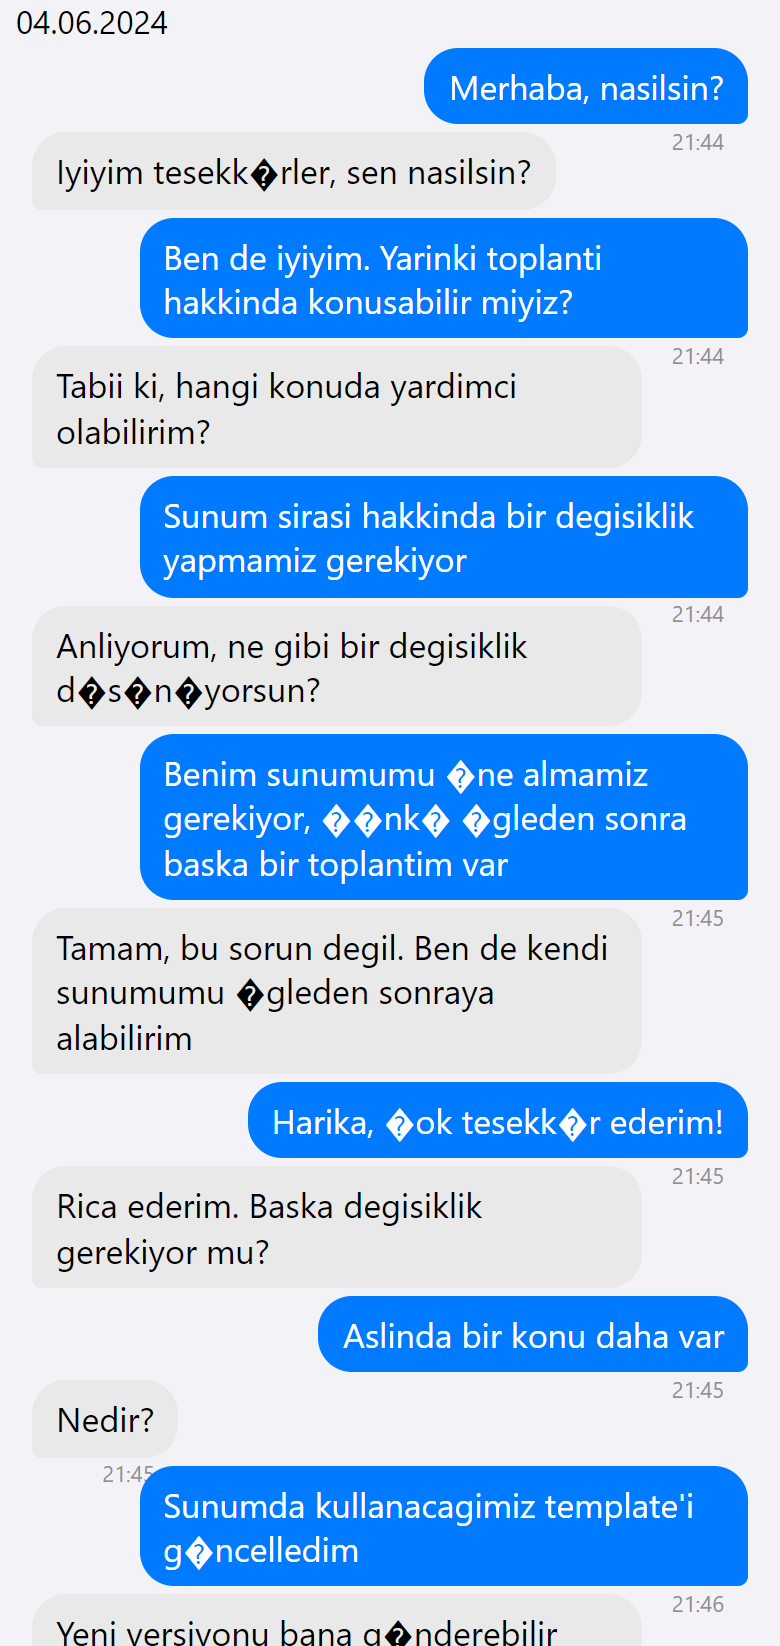 04.06.2024
Merhaba, nasilsin?
21:44
Iyiyim tesekk�rler, sen nasilsin?
Ben de iyiyim. Yarinki toplanti
hakkinda konusabilir miyiz?
21:44
Tabii ki, hangi konuda yardimci
olabilirim?
Sunum sirasi hakkinda bir degisiklik
yapmamiz gerekiyor
21:44
Anliyorum, ne gibi bir degisiklik
d�s�n�yorsun?
Benim sunumumu �ne almamiz
gerekiyor, ��nk� �gleden sonra
baska bir toplantim var
21:45
Tamam, bu sorun degil. Ben de kendi
sunumumu �gleden sonraya
alabilirim
Harika, �ok tesekk�r ederim!
21:45
Rica ederim. Baska degisiklik
gerekiyor mu?
Aslinda bir konu daha var
21:45
Nedir?
21:45
Sunumda kullanacagimiz template'i
g�ncelledim
21:46
Yeni versiyonu bana g�nderebilir